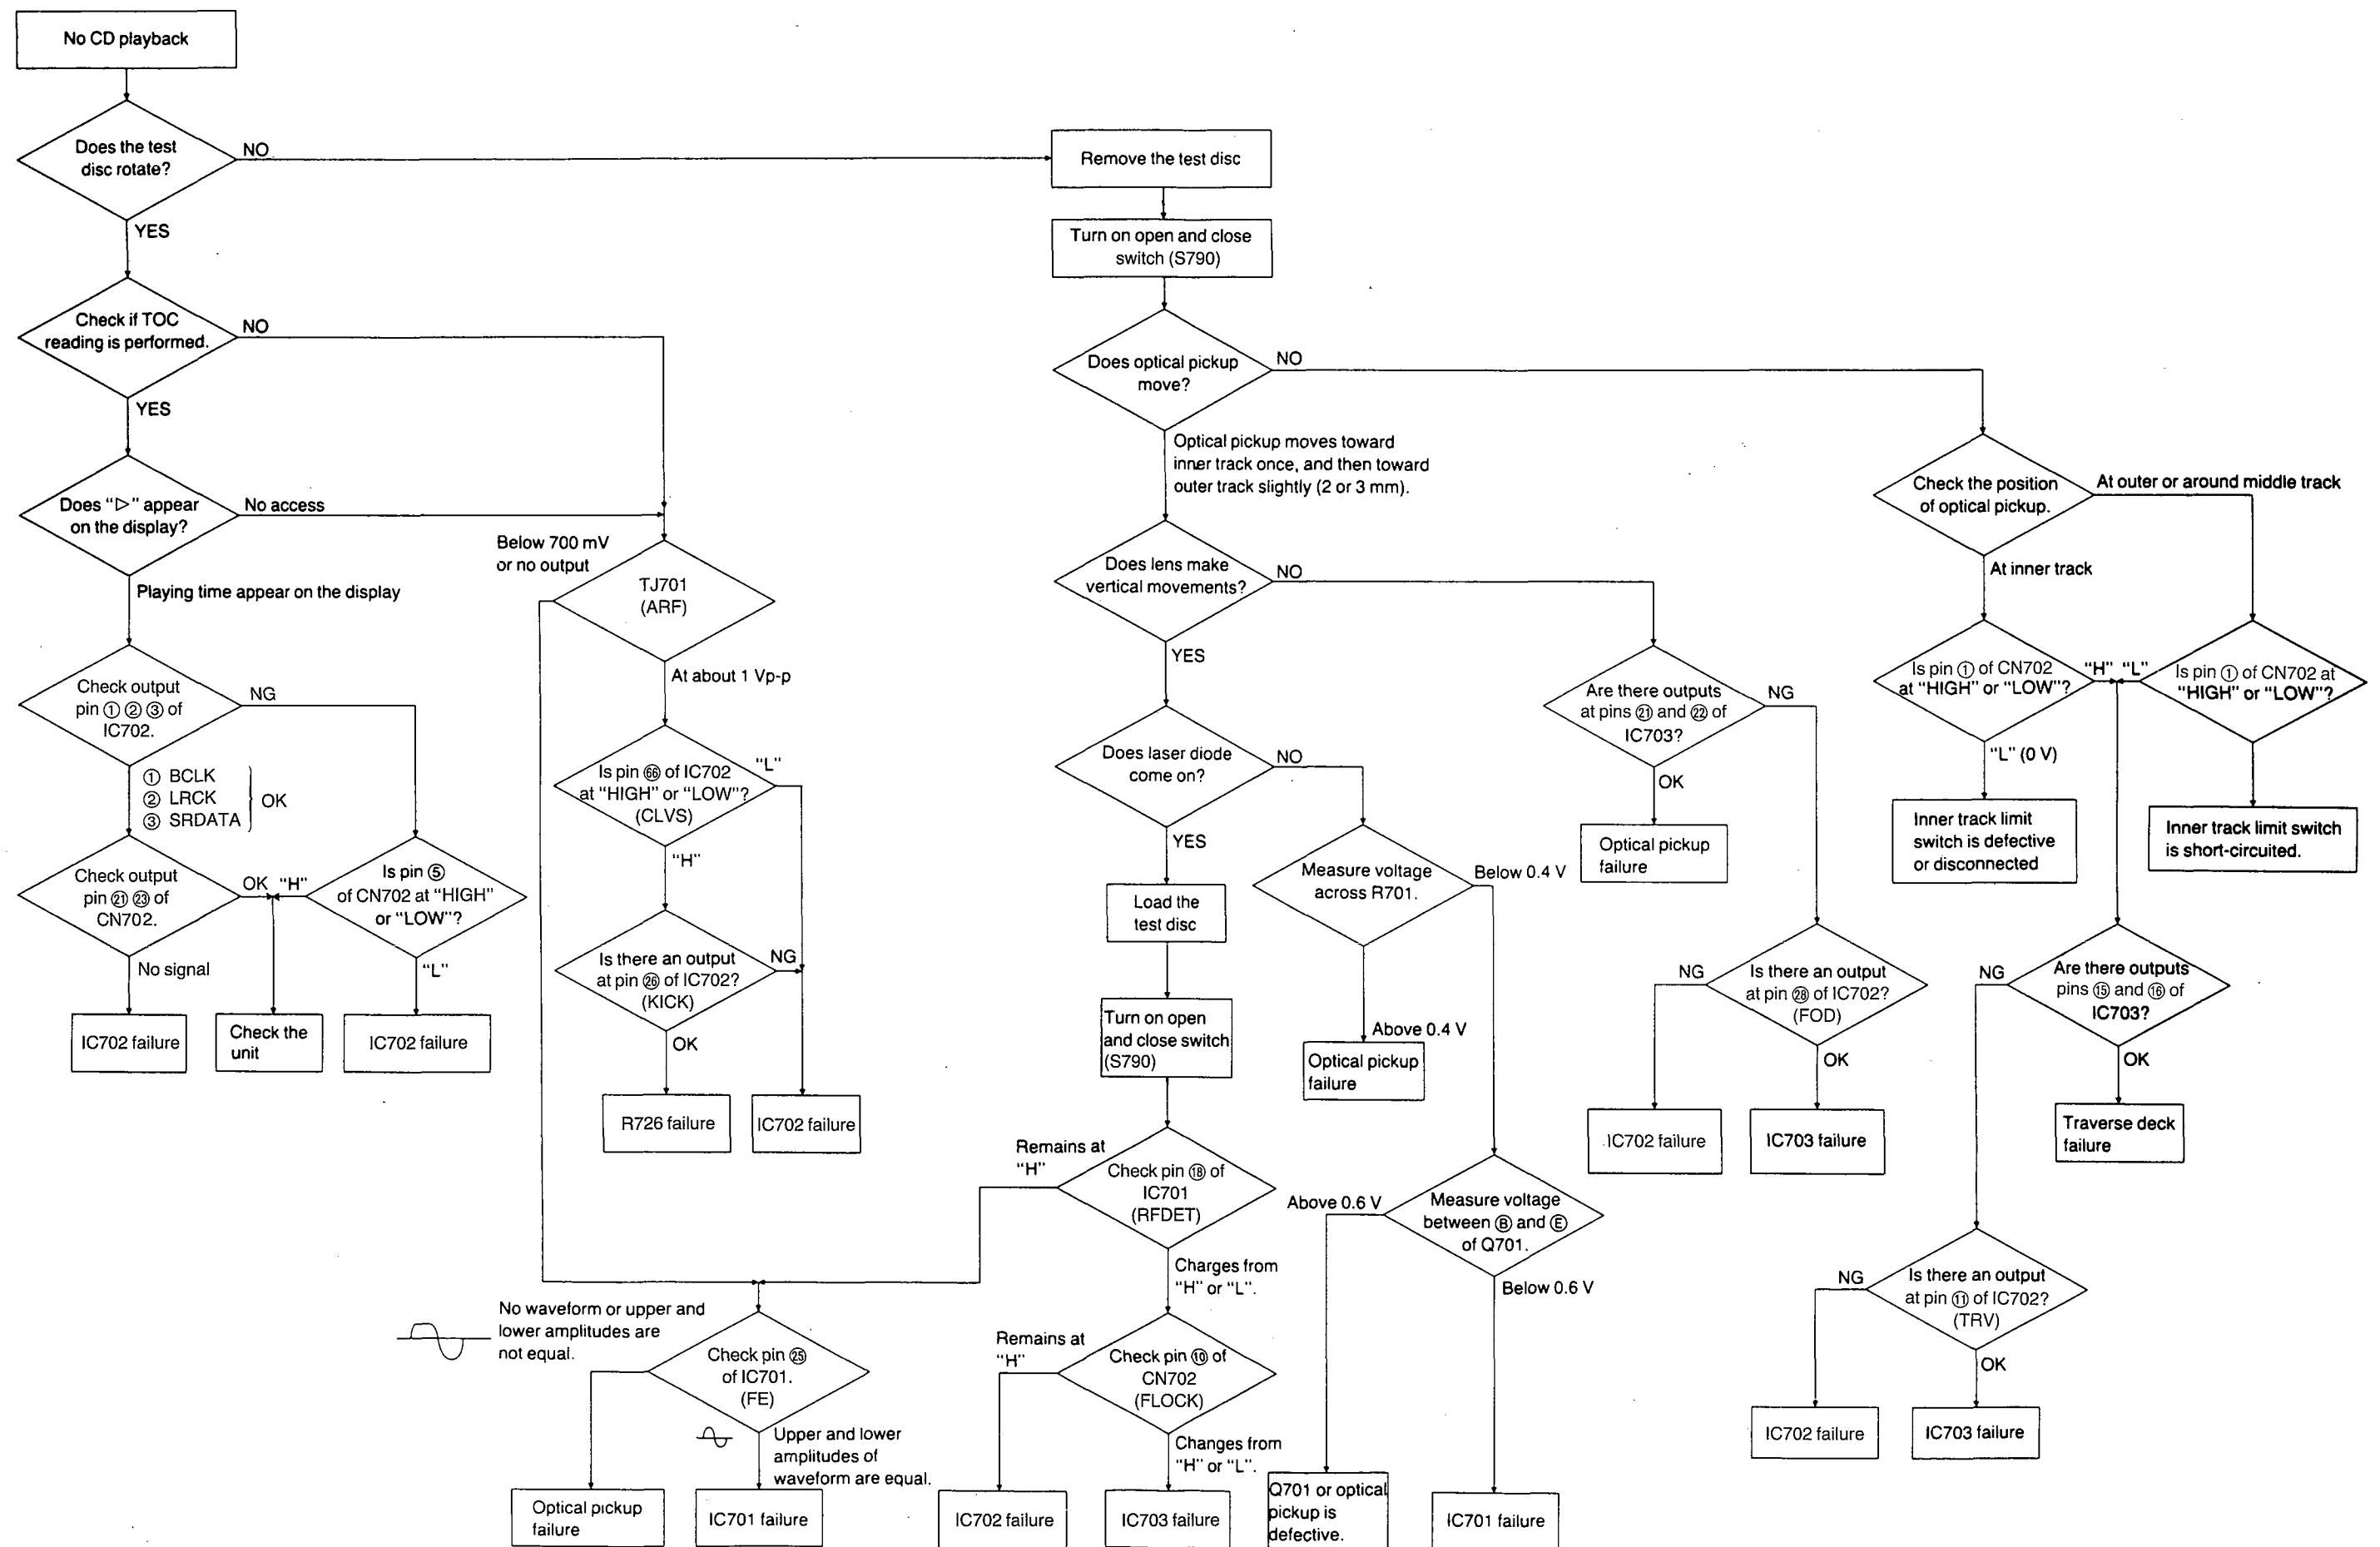 No CD playback
Does the test
disc rotate?
NO
YES
Check if TOC
reading is performed.
NO
YES
Does "▷" appear
on the display?
No access
Playing time appear on the display
Check output
pin ① ② ③ of
IC702.
NG
① BCLK
② LRCK
③ SRDATA
OK
Check output
pin ㉑ ㉓ of
CN702.
OK
"H"
Is pin ⑤
of CN702 at "HIGH"
or "LOW"?
No signal
"L"
IC702 failure
Check the
unit
IC702 failure
Below 700 mV
or no output
TJ701
(ARF)
At about 1 Vp-p
Is pin 66 of IC702
at "HIGH" or "LOW"?
(CLVS)
"L"
"H"
Is there an output
at pin ㉖ of IC702?
(KICK)
NG
OK
R726 failure
IC702 failure
No waveform or upper and
lower amplitudes are
not equal.
Check pin ㉕
of IC701.
(FE)
Upper and lower
amplitudes of
waveform are equal.
Optical pickup
failure
IC701 failure
Remove the test disc
Turn on open and close
switch (S790)
Does optical pickup
move?
NO
Optical pickup moves toward
inner track once, and then toward
outer track slightly (2 or 3 mm).
Does lens make
vertical movements?
NO
YES
Does laser diode
come on?
NO
YES
Load the
test disc
Turn on open
and close switch
(S790)
Remains at
"H"
Check pin ⑱ of
IC701
(RFDET)
Charges from
"H" or "L".
Remains at
"H"
Check pin ⑩ of
CN702
(FLOCK)
Changes from
"H" or "L".
IC702 failure
IC703 failure
Measure voltage
across R701.
Below 0.4 V
Above 0.4 V
Optical pickup
failure
Above 0.6 V
Measure voltage
between Ⓑ and Ⓔ
of Q701.
Below 0.6 V
Q701 or optical
pickup is
defective.
IC701 failure
Are there outputs
at pins ㉑ and ㉒ of
IC703?
NG
OK
Optical pickup
failure
NG
Is there an output
at pin ㉘ of IC702?
(FOD)
OK
IC702 failure
IC703 failure
Check the position
of optical pickup.
At outer or around middle track
At inner track
Is pin ① of CN702
at "HIGH" or "LOW"?
"H"
"L"
Is pin ① of CN702 at
"HIGH" or "LOW"?
"L" (0 V)
Inner track limit
switch is defective
or disconnected
Inner track limit switch
is short-circuited.
NG
Are there outputs
pins ⑮ and ⑯ of
IC703?
OK
Traverse deck
failure
NG
Is there an output
at pin ⑪ of IC702?
(TRV)
OK
IC702 failure
IC703 failure